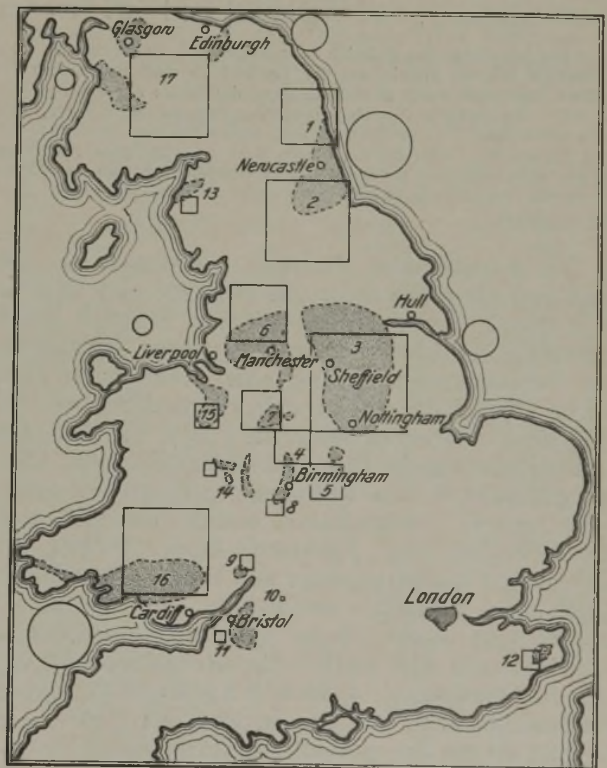 Glasgow
Edinburgh
17
1
Newcastle
2
13
Hull
6
3
Liverpool
Manchester
Sheffield
15
7
Nottingham
4
14
Birmingham
5
8
9
16
10
London
Cardiff
Bristol
11
12